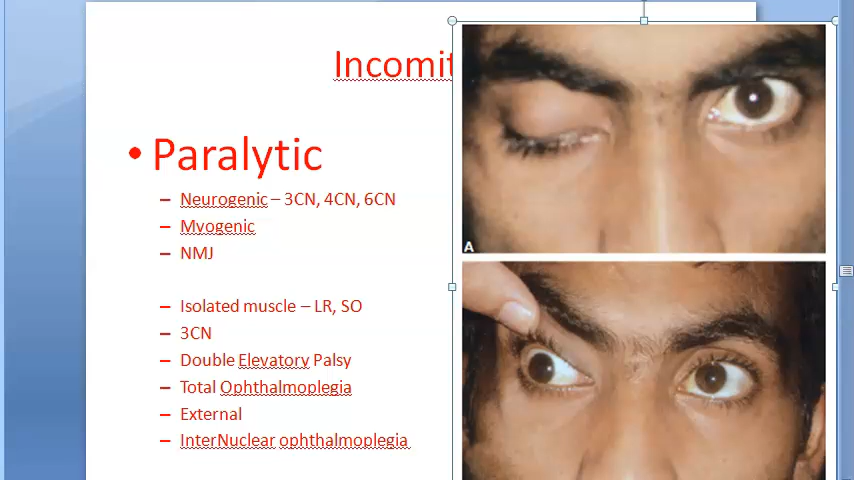 Incomit
• Paralytic
– Neurogenic – 3CN, 4CN, 6CN
– Myogenic
– NMJ
– Isolated muscle – LR, SO
– 3CN
– Double Elevatory Palsy
– Total Ophthalmoplegia
– External
– InterNuclear ophthalmoplegia
A